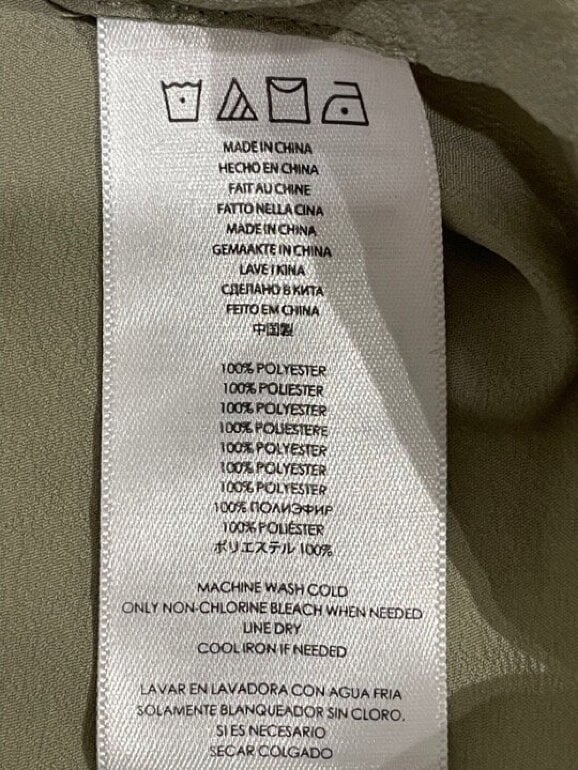 MADE IN CHINA
HECHO EN CHINA
FAIT AU CHINE
FATTO NELLA CINA
MADE IN CHINA
GEMAAKTE IN CHINA
LAVE I KINA
СДЕЛАНО В КИТА
FEITO EM CHINA
中国製
100% POLYESTER
100% POLIESTER
100% POLYESTER
100% POLIESTERE
100% POLYESTER
100% POLYESTER
100% POLYESTER
100% ПОЛИЭФИР
100% POLIÉSTER
ポリエステル 100%
MACHINE WASH COLD
ONLY NON-CHLORINE BLEACH WHEN NEEDED
LINE DRY
COOL IRON IF NEEDED
LAVAR EN LAVADORA CON AGUA FRIA
SOLAMENTE BLANQUEADOR SIN CLORO.
SI ES NECESARIO
SECAR COLGADO